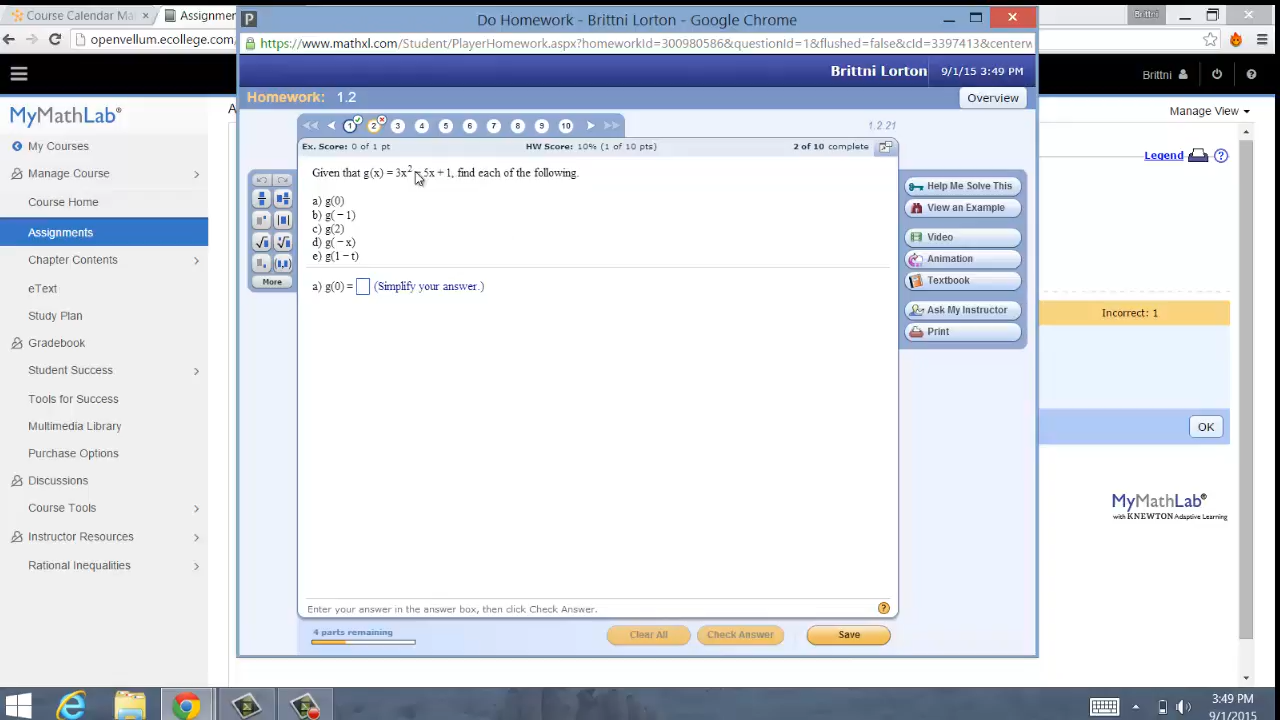 Course Calendar Math
Assignment
Do Homework - Brittni Lorton - Google Chrome
Brittni
openvellum.ecollege.com
https://www.mathxl.com/Student/PlayerHomework.aspx?homeworkId=300980586&questionId=1&flushed=false&cId=3397413&centerw
Brittni Lorton 9/1/15 3:49 PM
Brittni
MyMathLab®
Homework: 1.2
Overview
Manage View
1 2 3 4 5 6 7 8 9 10
1.2.21
My Courses
Ex. Score: 0 of 1 pt
HW Score: 10% (1 of 10 pts)
2 of 10 complete
Legend
Manage Course
Given that g(x) = 3x² − 5x + 1, find each of the following.
Help Me Solve This
Course Home
a) g(0)
View an Example
b) g( − 1)
Assignments
c) g(2)
Video
d) g( − x)
Chapter Contents
e) g(1 − t)
Animation
More
eText
a) g(0) = (Simplify your answer.)
Textbook
Study Plan
Ask My Instructor
Incorrect: 1
Print
Gradebook
Student Success
Tools for Success
Multimedia Library
OK
Purchase Options
Discussions
Course Tools
MyMathLab®
with KNEWTON Adaptive Learning
Instructor Resources
Rational Inequalities
Enter your answer in the answer box, then click Check Answer.
4 parts remaining
Clear All
Check Answer
Save
3:49 PM
9/1/2015